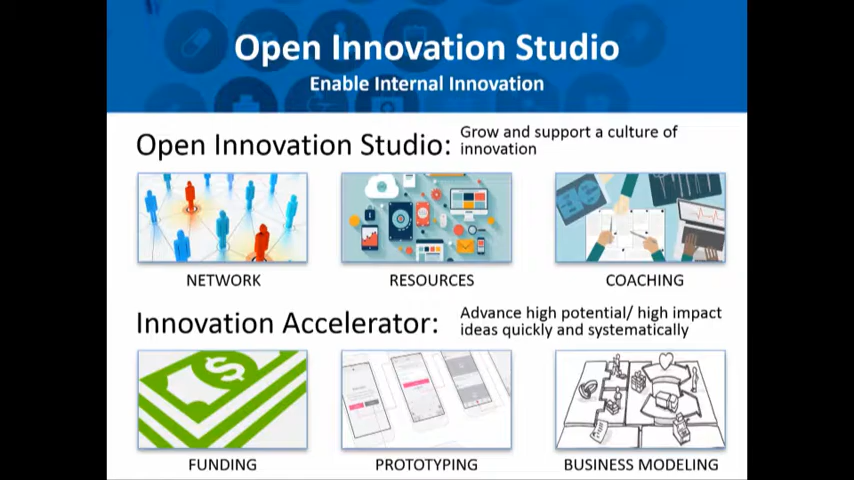 Open Innovation Studio
Enable Internal Innovation
Open Innovation Studio:
Grow and support a culture of
innovation
NETWORK
RESOURCES
COACHING
Innovation Accelerator:
Advance high potential/ high impact
ideas quickly and systematically
$
FUNDING
PROTOTYPING
BUSINESS MODELING